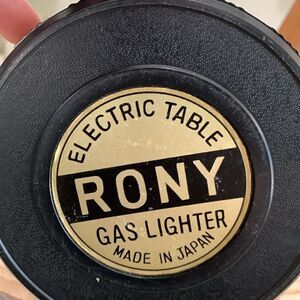 ELECTRIC TABLE
RONY
GAS LIGHTER
MADE IN JAPAN